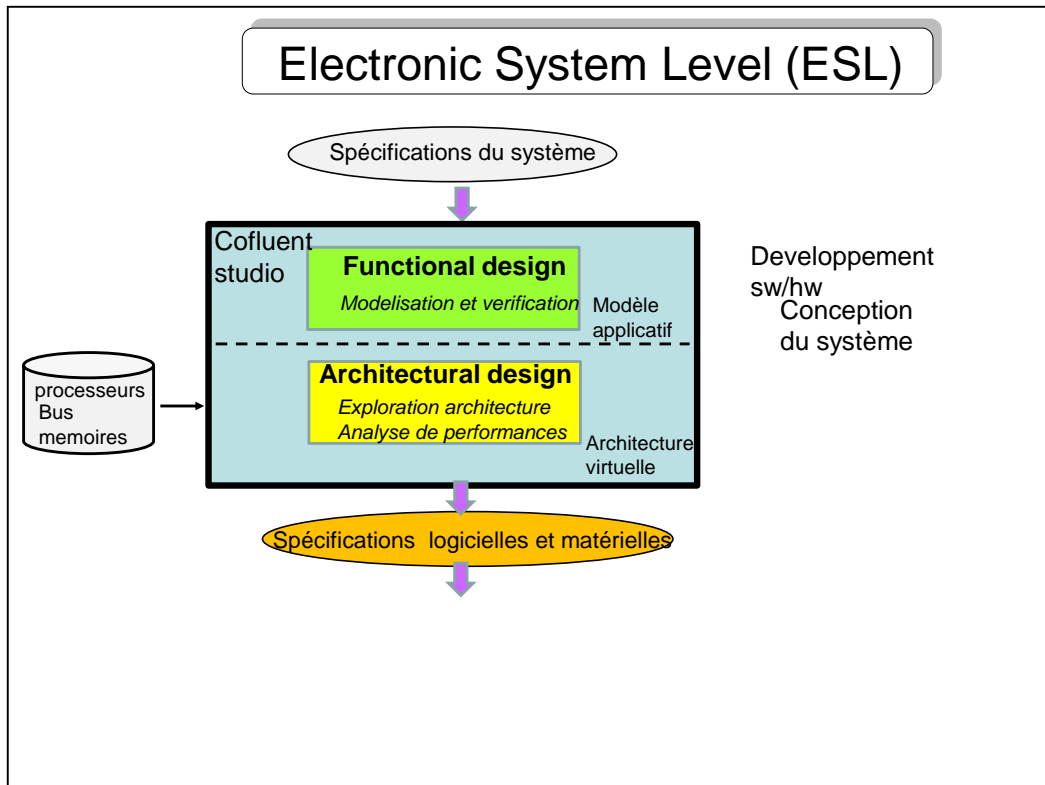 Electronic System Level (ESL)
Spécifications du système
Cofluent
studio
Functional design
Modelisation et verification
Modèle
applicatif
Developpement
sw/hw
Conception
du système
processeurs
Bus
memoires
Architectural design
Exploration architecture
Analyse de performances
Architecture
virtuelle
Spécifications logicielles et matérielles